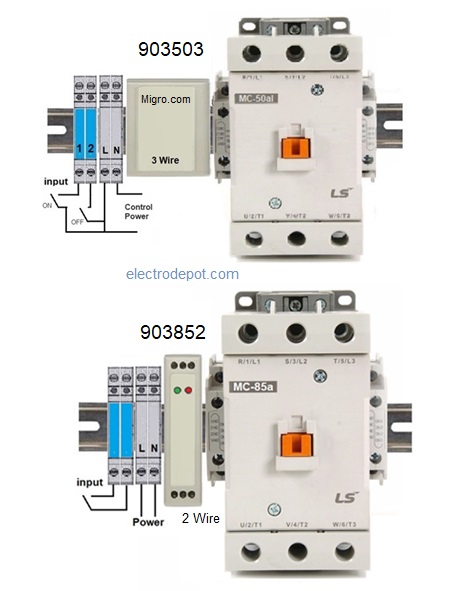 903503
Migro.com
3 Wire
1 2 L N
R/1/L1 S/3/L2 T/5/L3
MC-50aI
LS
U/2/T1 V/4/T2 W/6/T3
input
ON
OFF
Control
Power
electrodepot.com
903852
R/1/L1 S/3/L2 T/5/L3
MC-85a
L N
LS
U/2/T1 V/4/T2 W/6/T3
input
Power
2 Wire